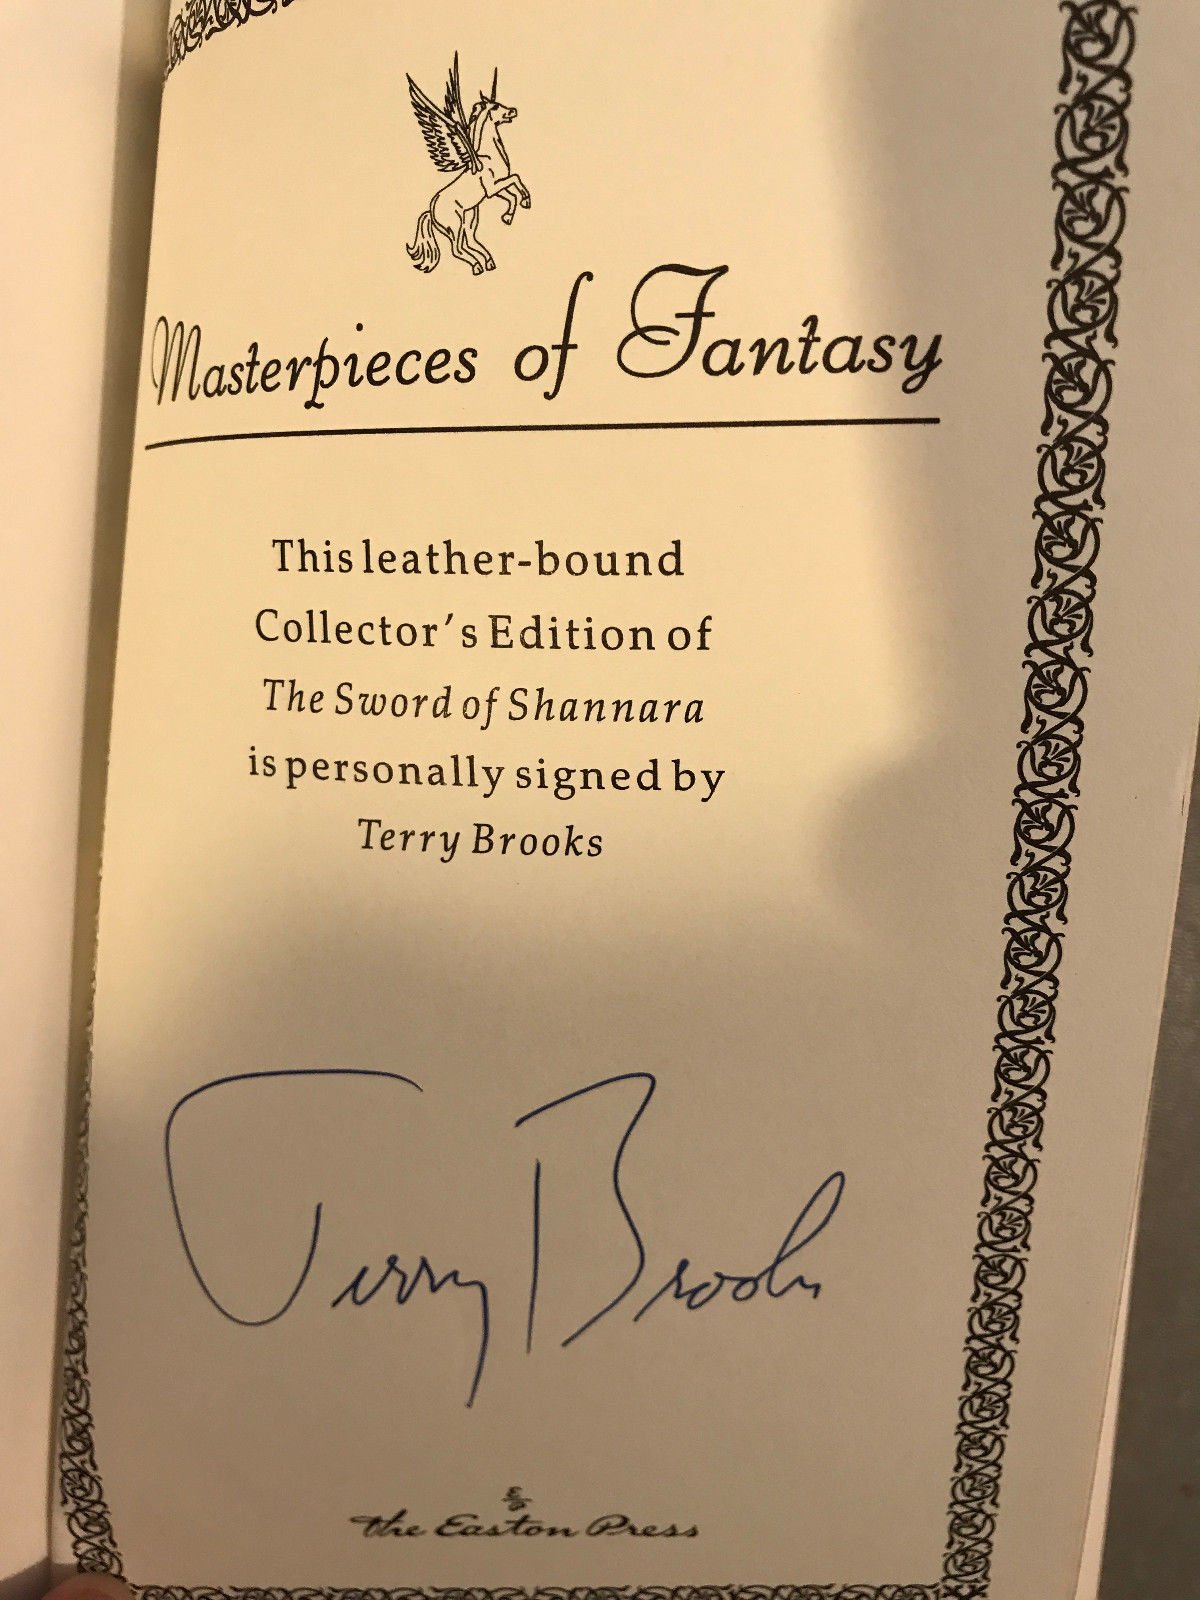 Masterpieces of Fantasy
This leather-bound
Collector's Edition of
The Sword of Shannara
is personally signed by
Terry Brooks
Terry Brooks
the Easton Press